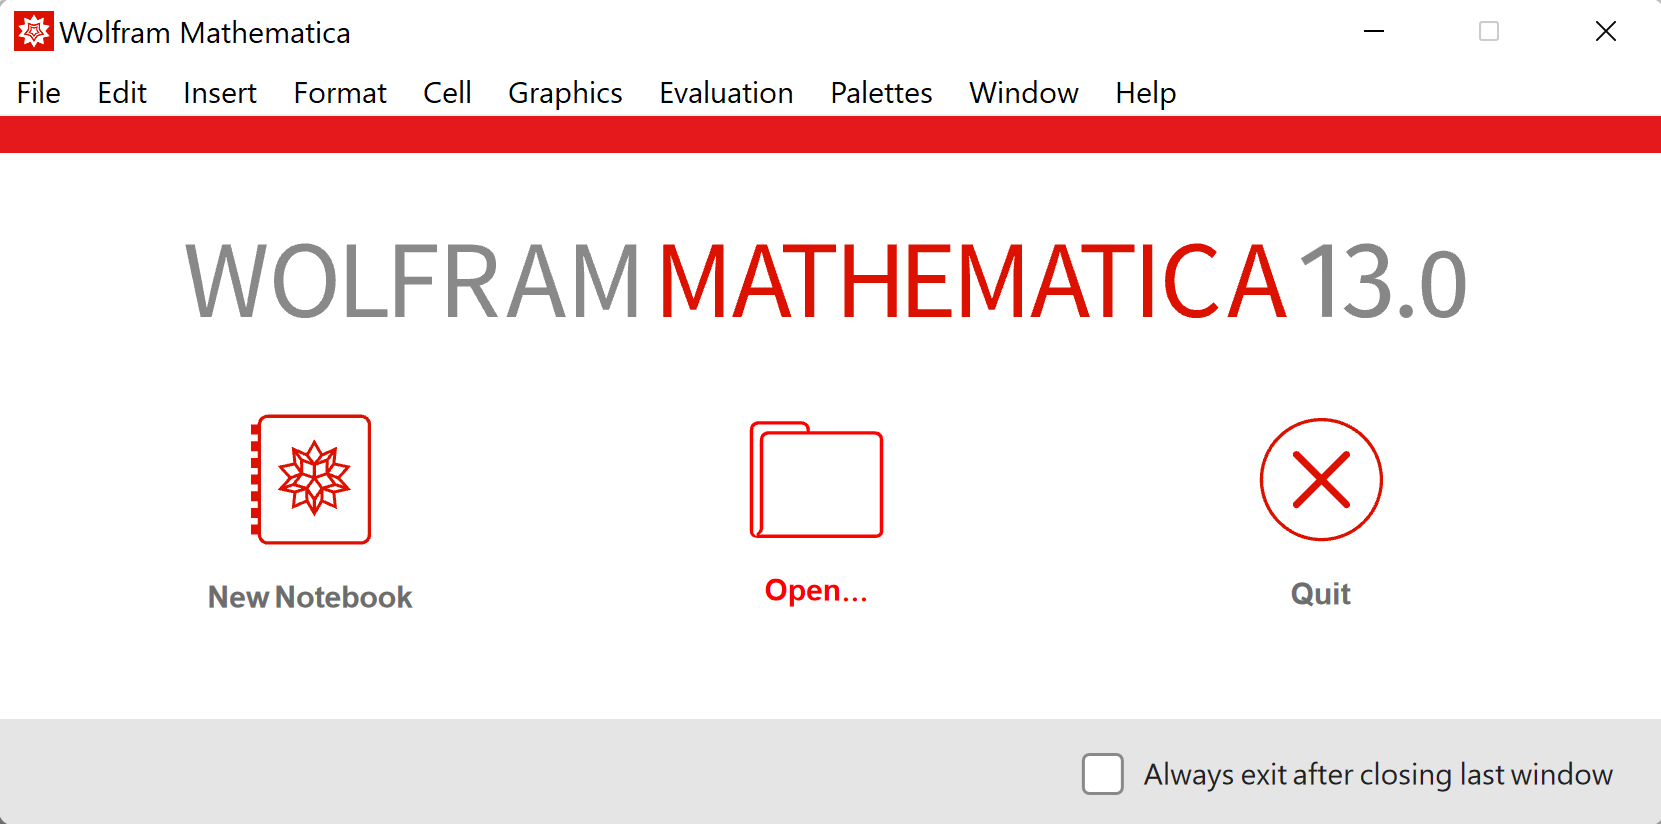 Wolfram Mathematica
File Edit Insert Format Cell Graphics Evaluation Palettes Window Help
WOLFRAM MATHEMATICA 13.0
New Notebook Open... Quit
Always exit after closing last window